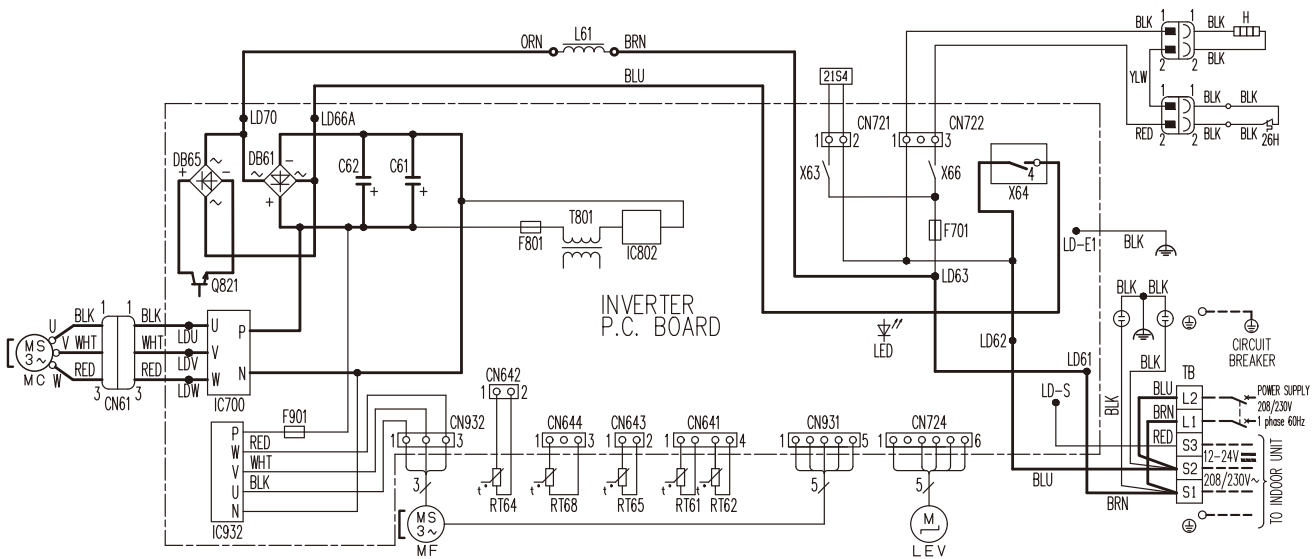 ORN L61 BRN
BLU
BLK 1 1 BLK H
2 2 BLK
YLW
1 1 BLK BLK
RED 2 2 BLK BLK 26H
21S4
LD70 LD66A
CN721 CN722
1 2 1 3
DB65 ~ - + ~
DB61 - ~ ~ +
C62 + C61 +
X63 X66
4
X64
F801 T801 IC802
F701
LD-E1 BLK
Q821
LD63
INVERTER
P.C. BOARD
LED
LD62
LD61
BLK BLK
CIRCUIT
BREAKER
BLK
BLK
MS
3~
MC
U BLK 1 1 BLK LDU U P
V WHT WHT LDV V
W RED 3 3 RED LDW W N
CN61
IC700
LD-S
TB
BLU L2
BRN L1
RED S3
S2
S1
POWER SUPPLY
208/230V
1 phase 60Hz
12-24V
208/230V~
TO INDOOR UNIT
BLU
BRN
P F901
W RED
V WHT
U BLK
N
IC932
CN932
1 3
3
MS
3~
MF
CN642
1 2
t° RT64
CN644
1 3
t° RT68
CN643
1 2
t° RT65
CN641
1 4
t° RT61 t° RT62
CN931
1 5
5
CN724
1 6
5
M
LEV